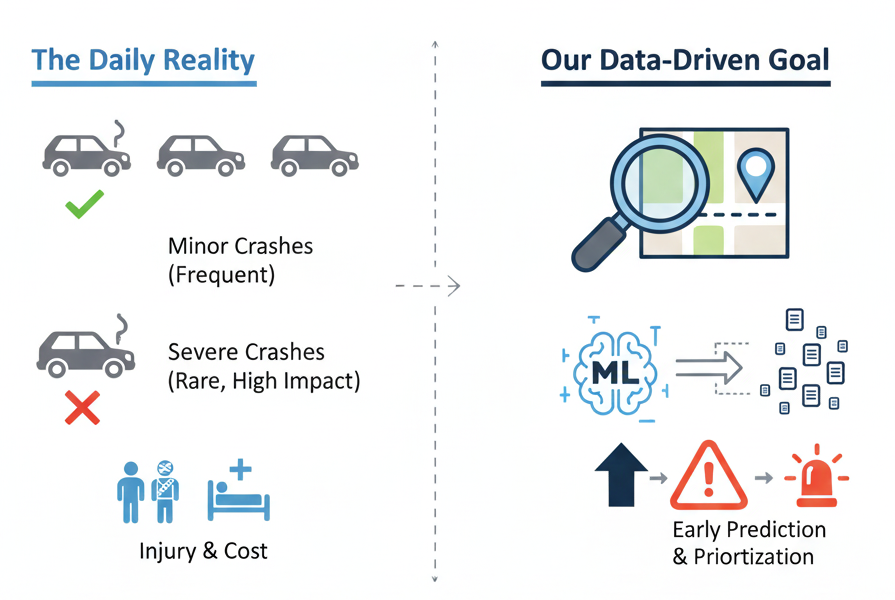 The Daily Reality
Minor Crashes
(Frequent)
Severe Crashes
(Rare, High Impact)
Injury & Cost
Our Data-Driven Goal
ML
Early Prediction
& Priortization